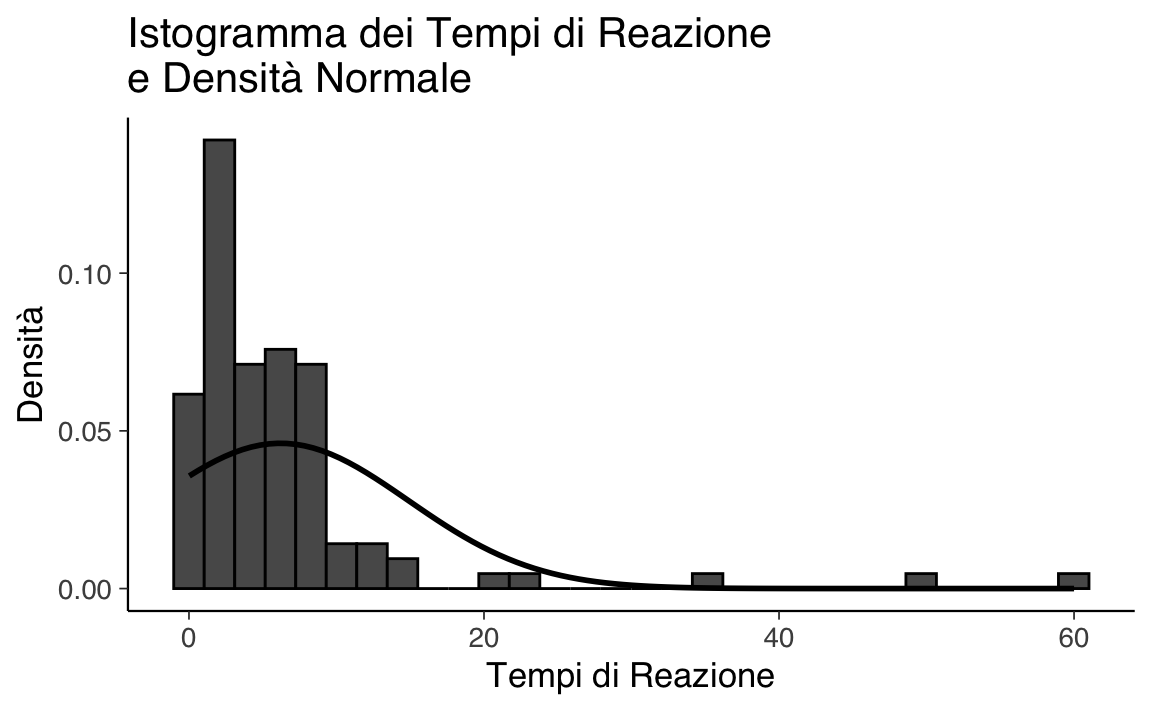 Istogramma dei Tempi di Reazione
e Densità Normale
Densità
0.10
0.05
0.00
0
20
40
60
Tempi di Reazione